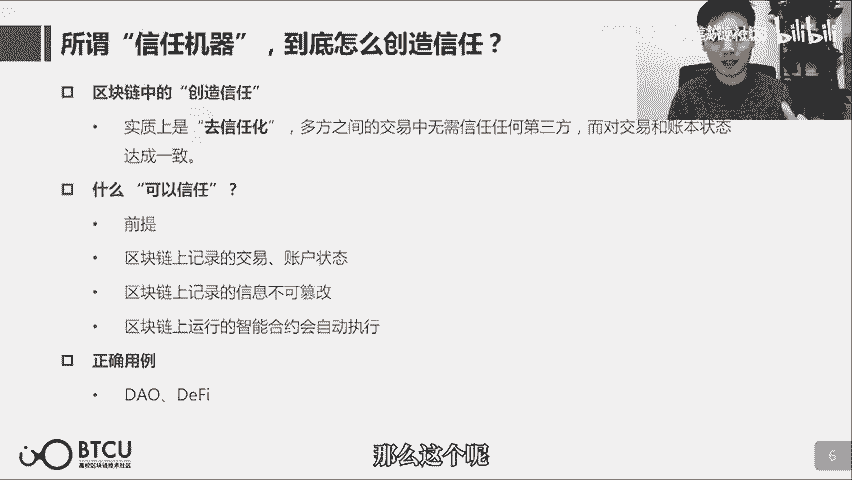 所谓“信任机器”，到底怎么创造信任？
bilibili
区块链中的“创造信任”
实质上是“去信任化”，多方之间的交易中无需信任任何第三方，而对交易和账本状态
达成一致。
什么 “可以信任” ？
前提
区块链上记录的交易、账户状态
区块链上记录的信息不可篡改
区块链上运行的智能合约会自动执行
正确用例
DAO、DeFi
BTCU
高校区块链技术社区
那么这个呢
6